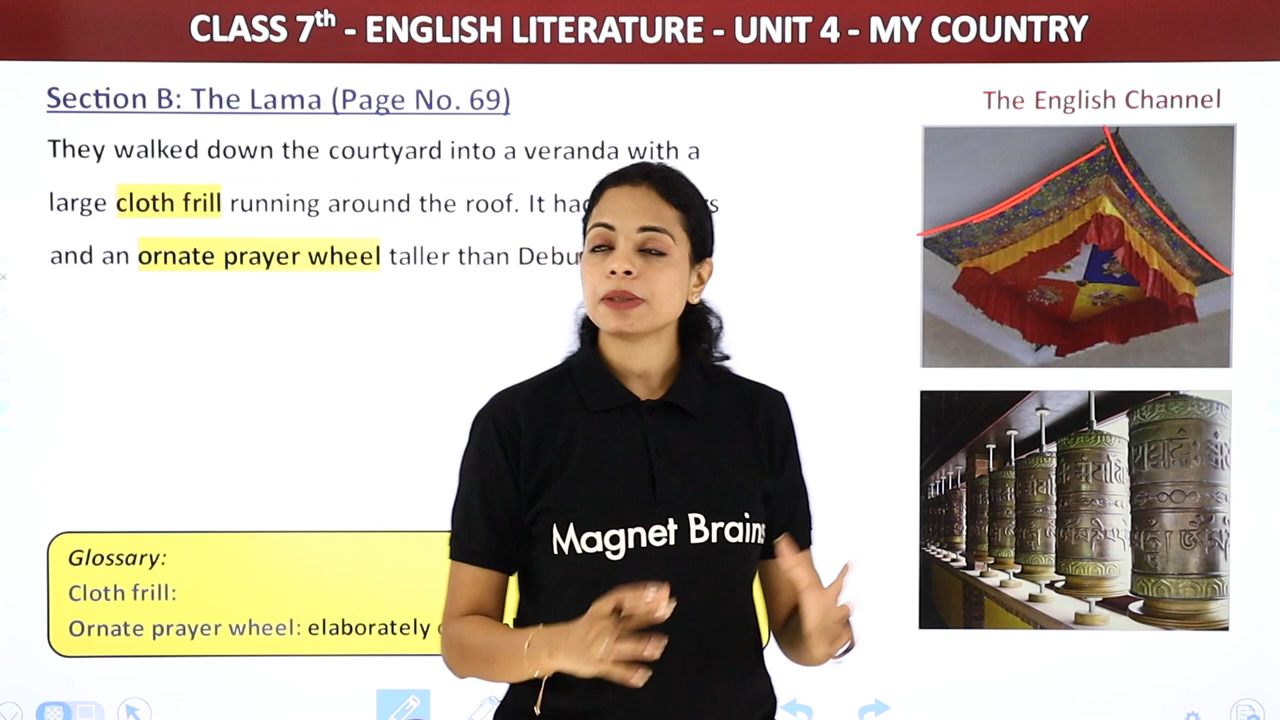 CLASS 7th - ENGLISH LITERATURE - UNIT 4 - MY COUNTRY
Section B: The Lama (Page No. 69)
The English Channel
They walked down the courtyard into a veranda with a
large cloth frill running around the roof. It
and an ornate prayer wheel taller than
Glossary:
Cloth frill:
Ornate prayer wheel: elaborately
Magnet Brains